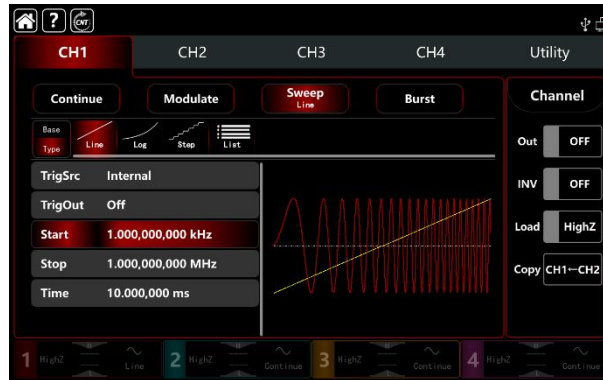 ? CNT
CH1 CH2 CH3 CH4 Utility
Continue Modulate Sweep Burst Channel
Line
Base
Type Line Log Step List
Out OFF
TrigSrc Internal
INV OFF
TrigOut Off
Load HighZ
Start 1.000,000,000 kHz
Stop 1.000,000,000 MHz
Copy CH1←CH2
Time 10.000,000 ms
1 HighZ Line 2 HighZ Continue 3 HighZ Continue 4 HighZ Continue